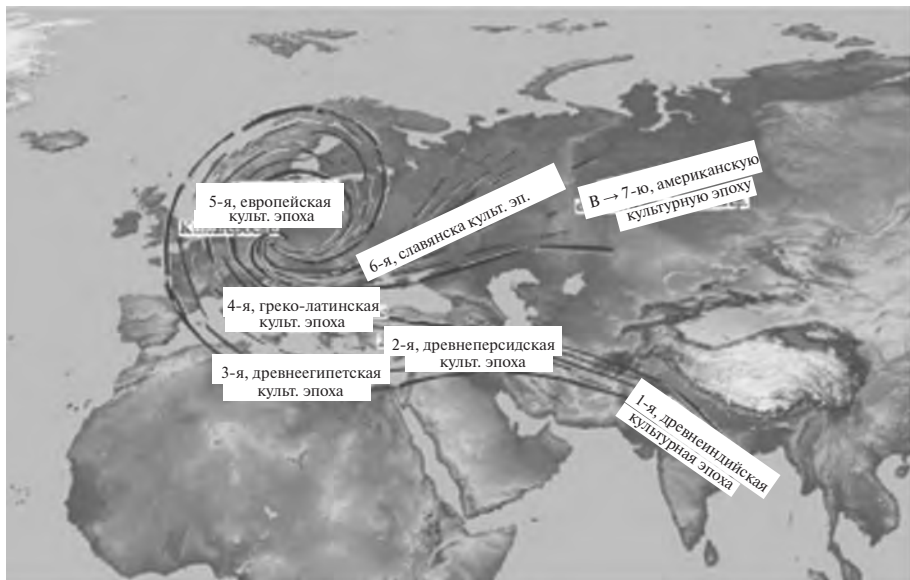 5-я, европейская
культ. эпоха
В → 7-ю, американскую
культурную эпоху
6-я, славянска культ. эп.
4-я, греко-латинская
культ. эпоха
2-я, древнеперсидская
культ. эпоха
3-я, древнеегипетская
культ. эпоха
1-я, древнеиндийская
культурная эпоха